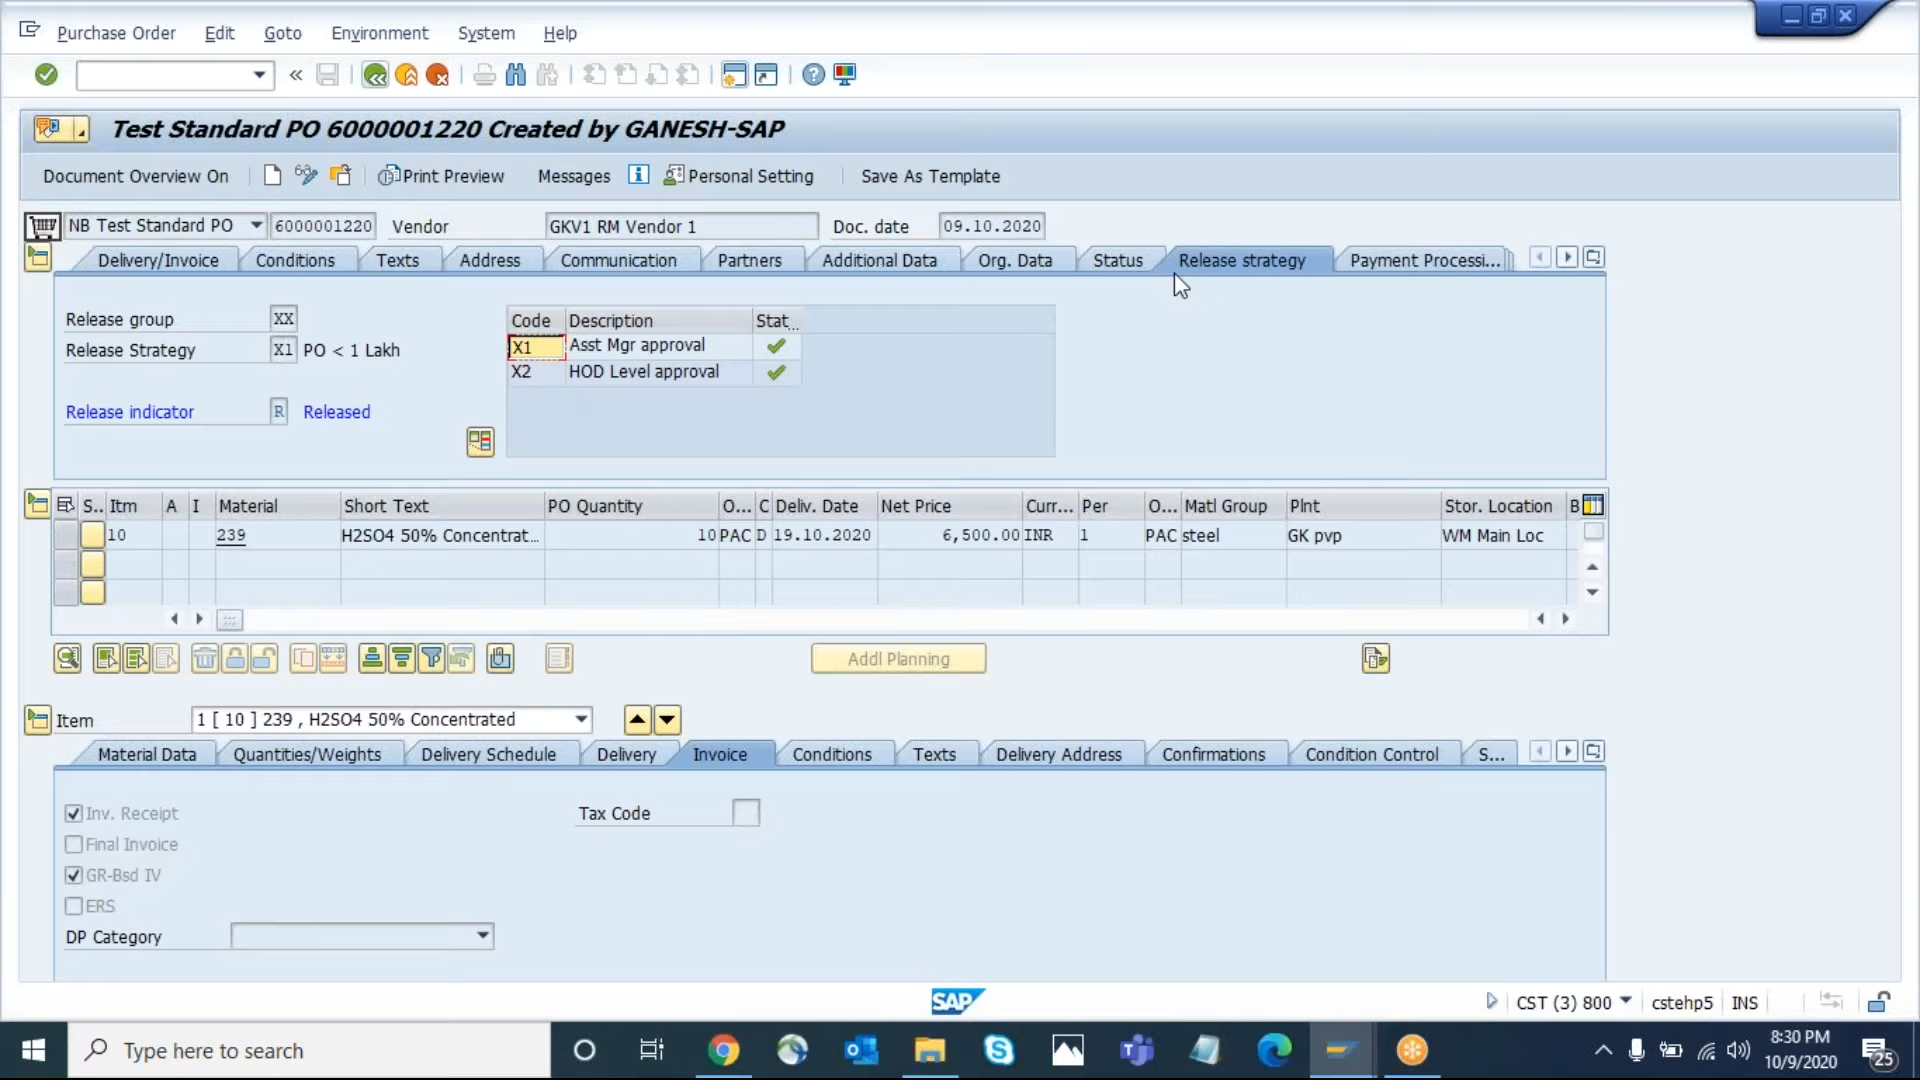 Purchase Order Edit Goto Environment System Help
Test Standard PO 6000001220 Created by GANESH-SAP
Document Overview On Print Preview Messages Personal Setting Save As Template
NB Test Standard PO 6000001220 Vendor GKV1 RM Vendor 1 Doc. date 09.10.2020
Delivery/Invoice Conditions Texts Address Communication Partners Additional Data Org. Data Status Release strategy Payment Processi...
Release group XX
Release Strategy X1 PO < 1 Lakh
Release indicator R Released
Code Description Stat..
X1 Asst Mgr approval
X2 HOD Level approval
S.. Itm A I Material Short Text PO Quantity O... C Deliv. Date Net Price Curr... Per O... Matl Group Plnt Stor. Location B
10 239 H2SO4 50% Concentrat... 10 PAC D 19.10.2020 6,500.00 INR 1 PAC steel GK pvp WM Main Loc
Addl Planning
Item 1 [ 10 ] 239 , H2SO4 50% Concentrated
Material Data Quantities/Weights Delivery Schedule Delivery Invoice Conditions Texts Delivery Address Confirmations Condition Control S...
Inv. Receipt Tax Code
Final Invoice
GR-Bsd IV
ERS
DP Category
SAP
CST (3) 800 cstehp5 INS
Type here to search
8:30 PM
10/9/2020
25